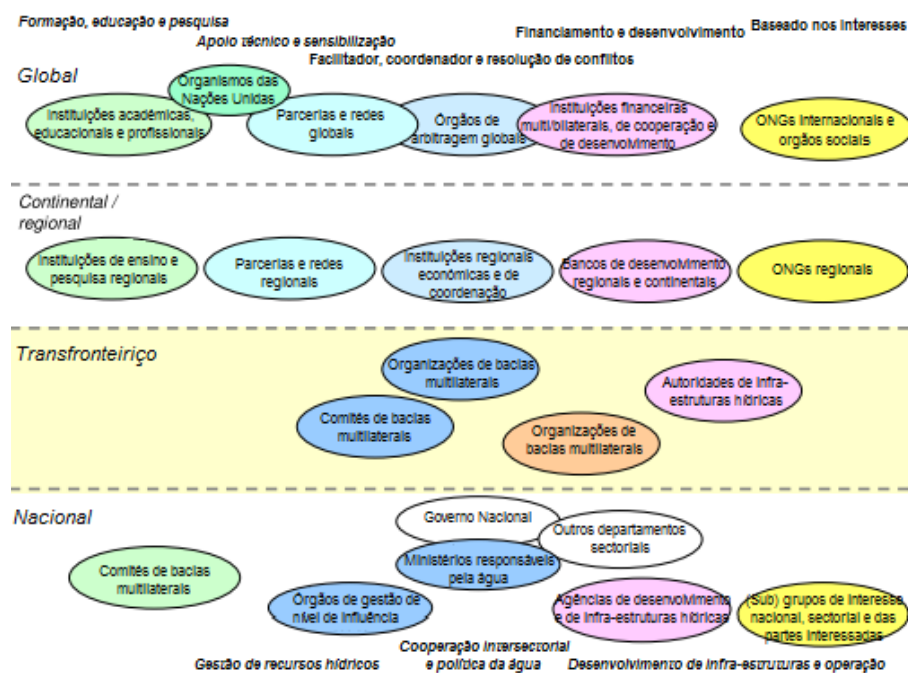 Formação, educação e pesquisa
Apoio técnico e sensibilização
Facilitador, coordenador e resolução de conflitos
Financiamento e desenvolvimento
Baseado nos interesses
Global
Instituições académicas,
educacionais e profissionais
Organismos das
Nações Unidas
Parcerias e redes
globais
Órgãos de
arbitragem globais
Instituições financeiras
multi/bilaterais, de cooperação e
de desenvolvimento
ONGs internacionais e
orgãos sociais
Continental /
regional
Instituições de ensino e
pesquisa regionais
Parcerias e redes
regionais
Instituições regionais
económicas e de
coordenação
Bancos de desenvolvimento
regionais e continentais
ONGs regionais
Transfronteiriço
Organizações de bacias
multilaterais
Comités de bacias
multilaterais
Organizações de
bacias multilaterais
Autoridades de infra-
estruturas hídricas
Nacional
Comités de bacias
multilaterais
Governo Nacional
Outros departamentos
sectoriais
Ministérios responsáveis
pela água
Órgãos de gestão de
nível de influência
Agências de desenvolvimento
e de infra-estruturas hídricas
(Sub) grupos de interesse
nacional, sectorial e das
partes interessadas
Gestão de recursos hídricos
Cooperação intersectorial
e política da água
Desenvolvimento de infra-estruturas e operação